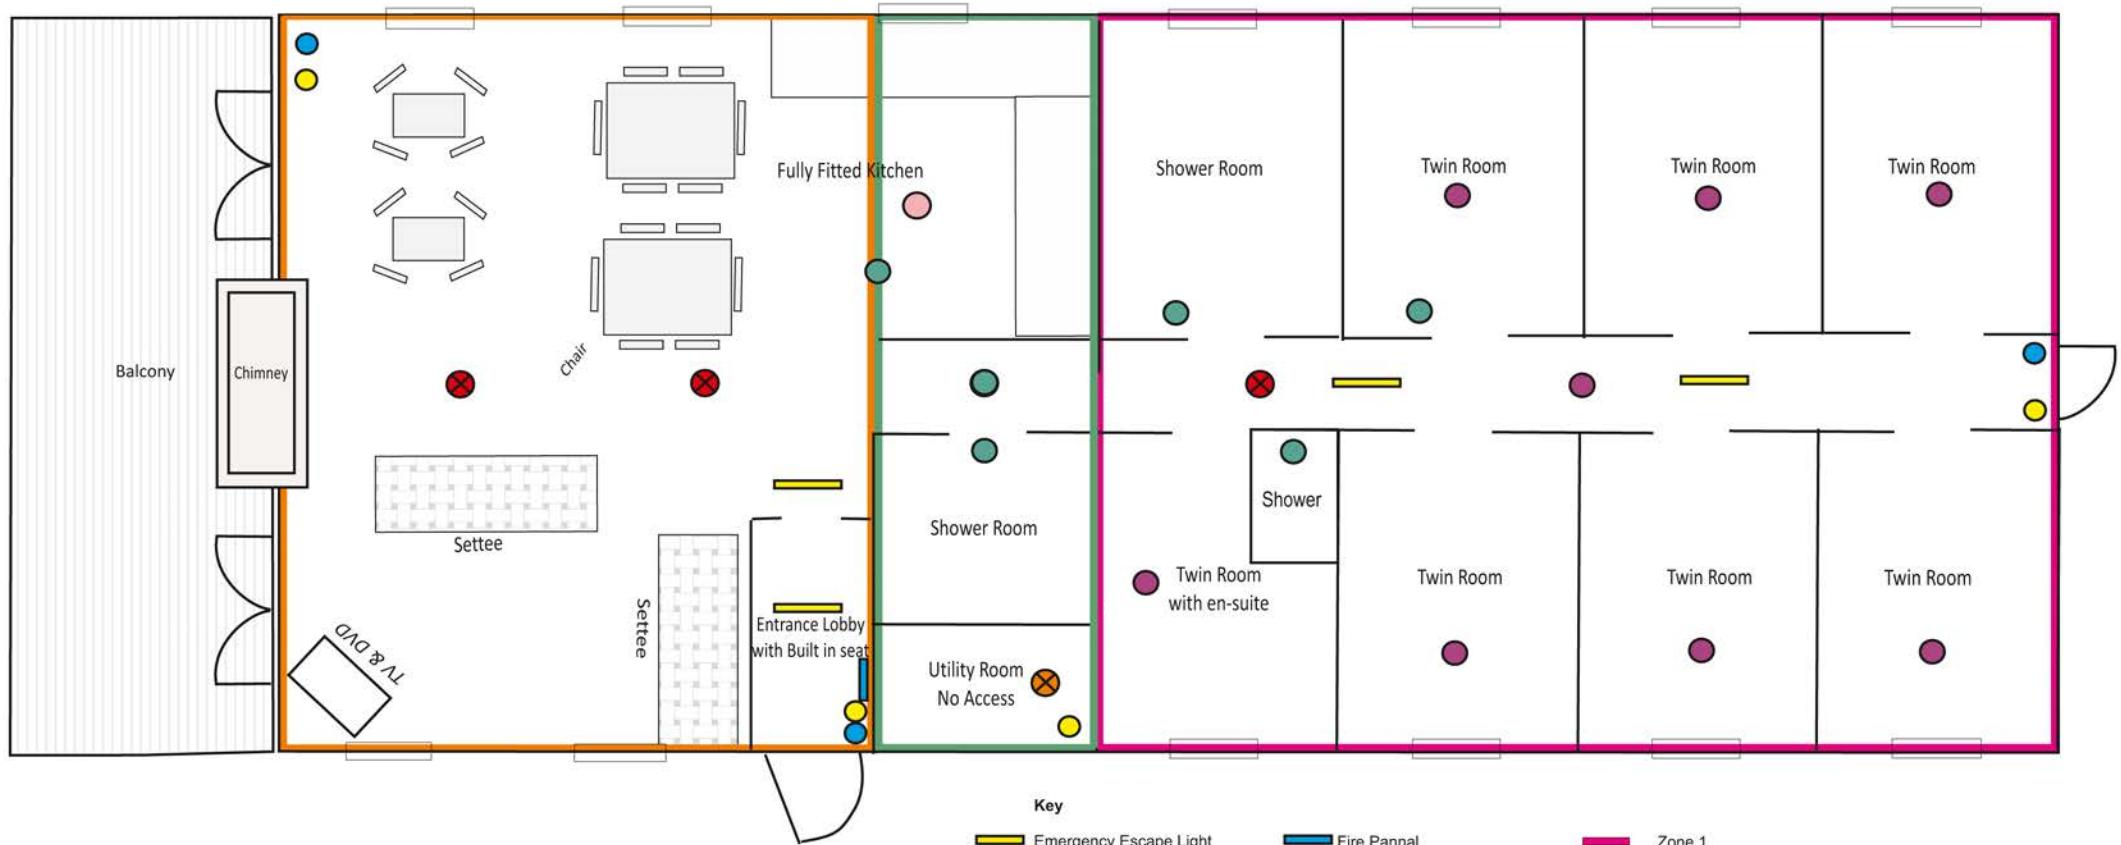 Fully Fitted Kitchen
Shower Room
Twin Room
Twin Room
Twin Room
Balcony
Chimney
Chair
Settee
Shower Room
Shower
Twin Room
with en-suite
Twin Room
Twin Room
Twin Room
TV & DVD
Settee
Entrance Lobby
with Built in seat
Utility Room
No Access
Key
Emergency Escape Light
Fire Pannal
Zone 1